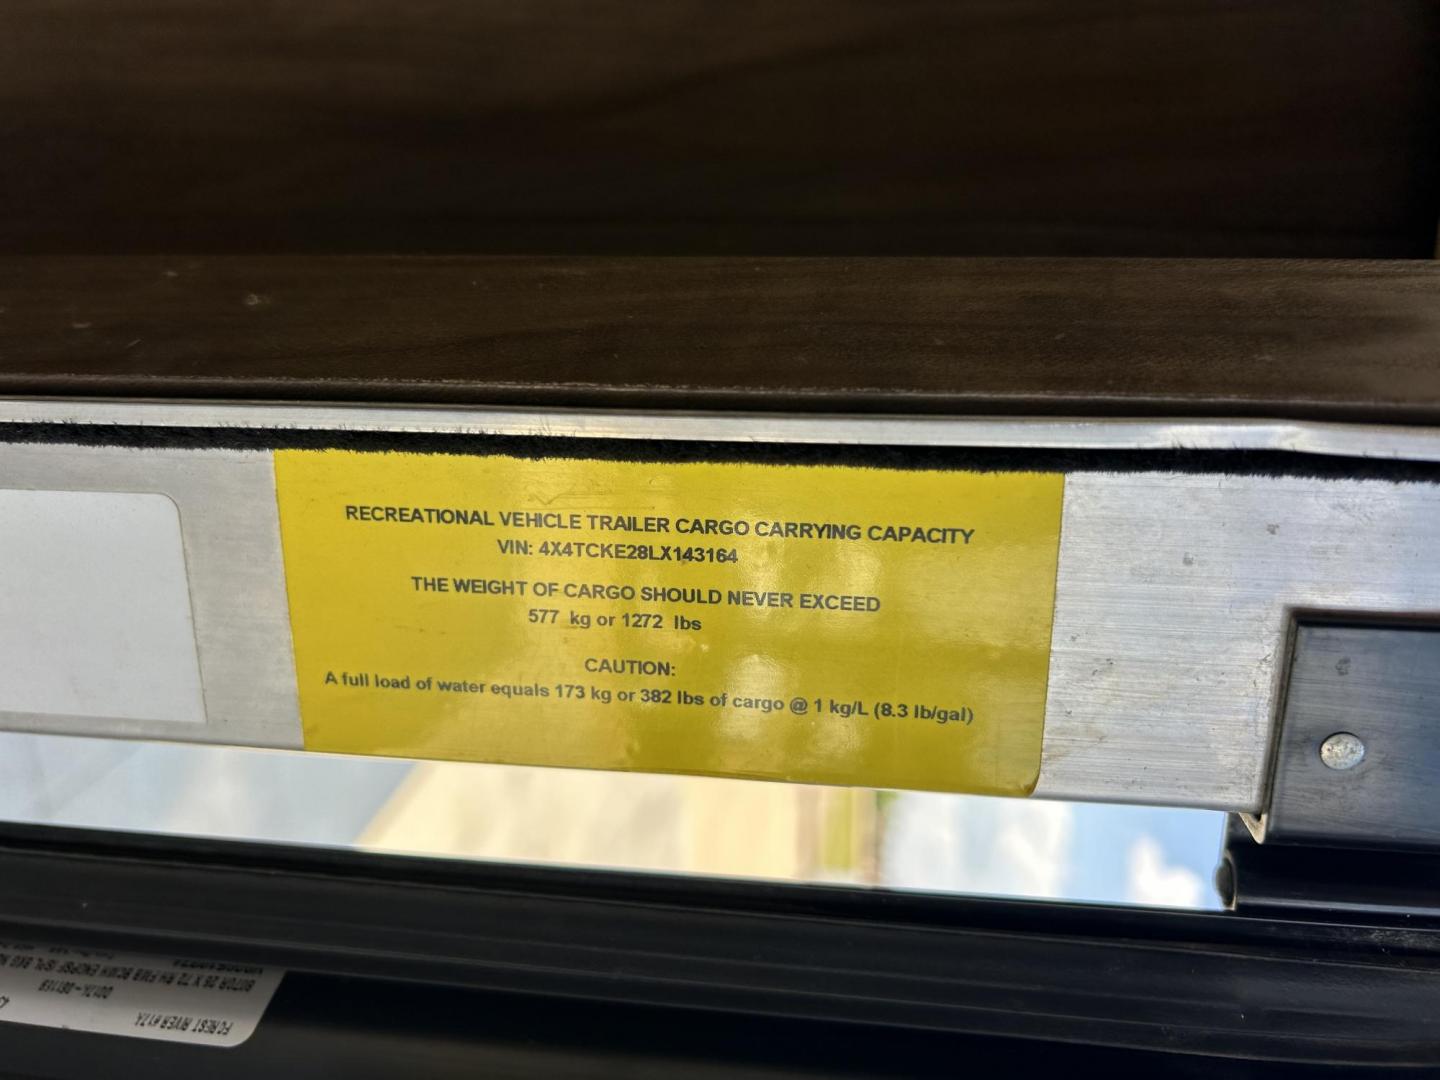 RECREATIONAL VEHICLE TRAILER CARGO CARRYING CAPACITY
VIN: 4X4TCKE28LX143164
THE WEIGHT OF CARGO SHOULD NEVER EXCEED
577 kg or 1272 lbs
CAUTION:
A full load of water equals 173 kg or 382 lbs of cargo @ 1 kg/L (8.3 lb/gal)
FOREST RIVER